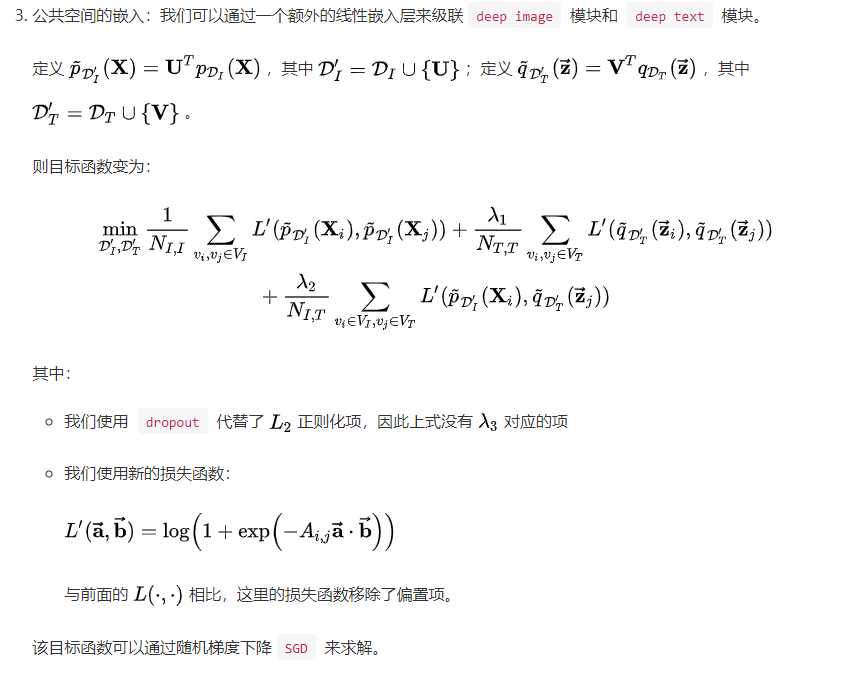 3. 公共空间的嵌入：我们可以通过一个额外的线性嵌入层来级联 deep image 模块和 deep text 模块。
定义 $\tilde{p}_{\mathcal{D}'_I}(\mathbf{X}) = \mathbf{U}^T p_{\mathcal{D}_I}(\mathbf{X})$ ，其中 $\mathcal{D}'_I = \mathcal{D}_I \cup \{\mathbf{U}\}$ ；定义 $\tilde{q}_{\mathcal{D}'_T}(\vec{\mathbf{z}}) = \mathbf{V}^T q_{\mathcal{D}_T}(\vec{\mathbf{z}})$ ，其中
$\mathcal{D}'_T = \mathcal{D}_T \cup \{\mathbf{V}\}$ 。
则目标函数变为：
$\min_{\mathcal{D}'_I, \mathcal{D}'_T} \frac{1}{N_{I,I}} \sum_{v_i,v_j \in V_I} L'(\tilde{p}_{\mathcal{D}'_I}(\mathbf{X}_i), \tilde{p}_{\mathcal{D}'_I}(\mathbf{X}_j)) + \frac{\lambda_1}{N_{T,T}} \sum_{v_i,v_j \in V_T} L'(\tilde{q}_{\mathcal{D}'_T}(\vec{\mathbf{z}}_i), \tilde{q}_{\mathcal{D}'_T}(\vec{\mathbf{z}}_j))$
$+ \frac{\lambda_2}{N_{I,T}} \sum_{v_i \in V_I, v_j \in V_T} L'(\tilde{p}_{\mathcal{D}'_I}(\mathbf{X}_i), \tilde{q}_{\mathcal{D}'_T}(\vec{\mathbf{z}}_j))$
其中：
○ 我们使用 dropout 代替了 $L_2$ 正则化项，因此上式没有 $\lambda_3$ 对应的项
○ 我们使用新的损失函数：
$L'(\vec{\mathbf{a}}, \vec{\mathbf{b}}) = \log\left(1 + \exp\left(-A_{i,j} \vec{\mathbf{a}} \cdot \vec{\mathbf{b}}\right)\right)$
与前面的 $L(\cdot, \cdot)$ 相比，这里的损失函数移除了偏置项。
该目标函数可以通过随机梯度下降 SGD 来求解。